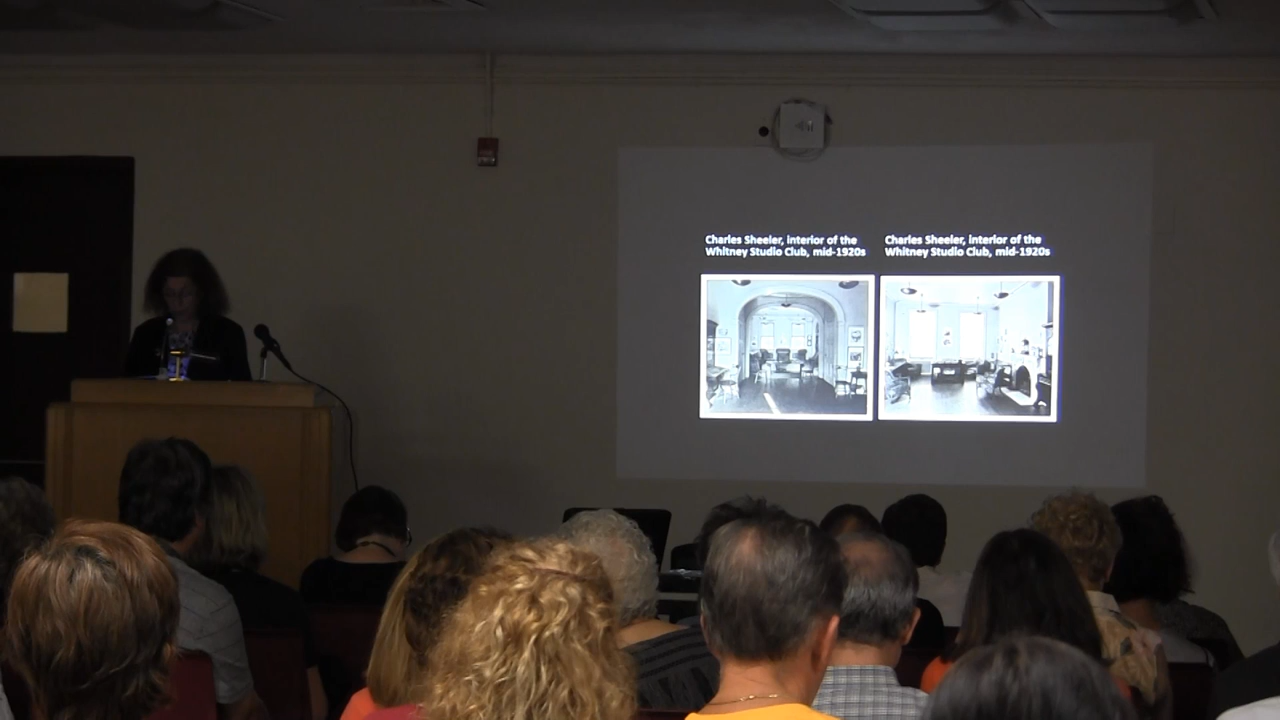 Charles Sheeler, interior of the
Whitney Studio Club, mid-1920s
Charles Sheeler, interior of the
Whitney Studio Club, mid-1920s